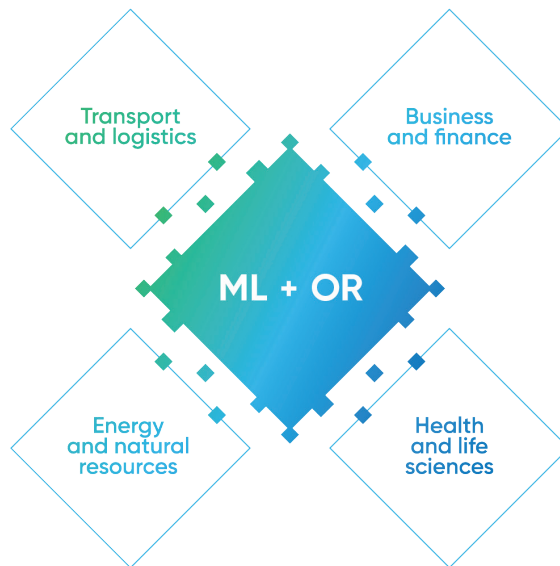 Transport
and logistics
Business
and finance
ML + OR
Energy
and natural
resources
Health
and life
sciences